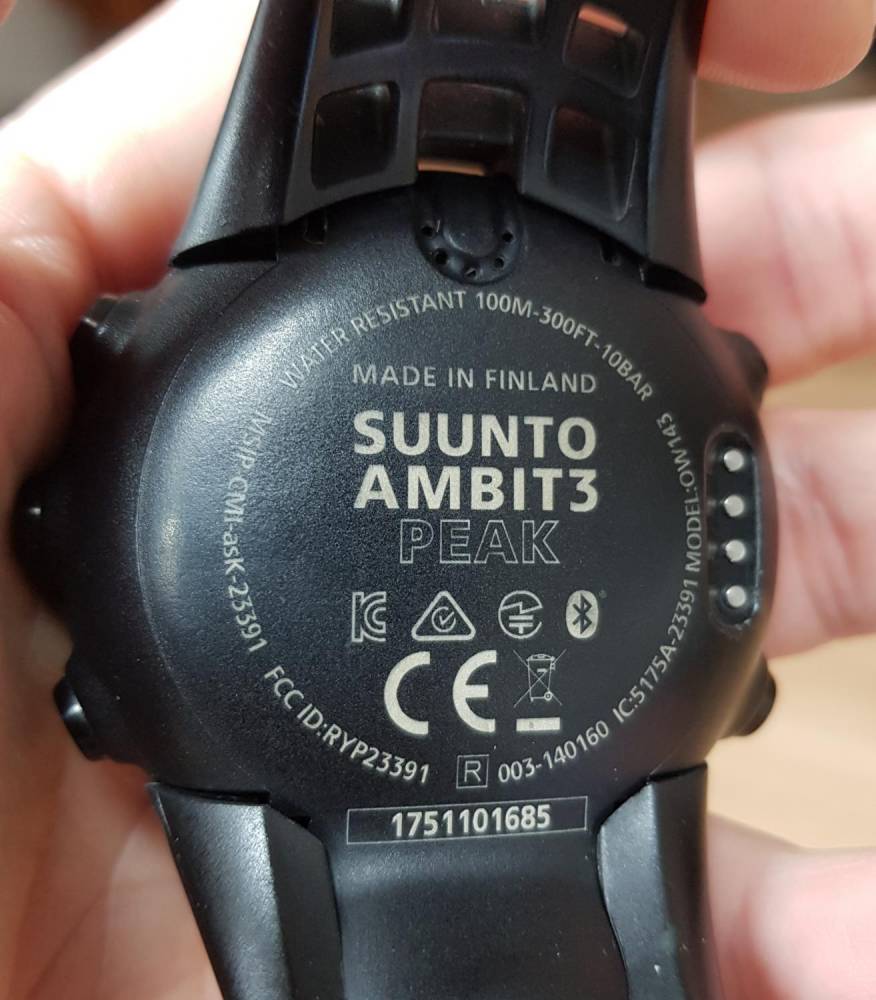 WATER RESISTANT 100M-300FT-10BAR
MADE IN FINLAND
SUUNTO
AMBIT3
PEAK
CE
MSIP-CMI-asK-23391
FCC ID:RYP23391
R 003-140160
IC:5175A-23391 MODEL:OW143
1751101685